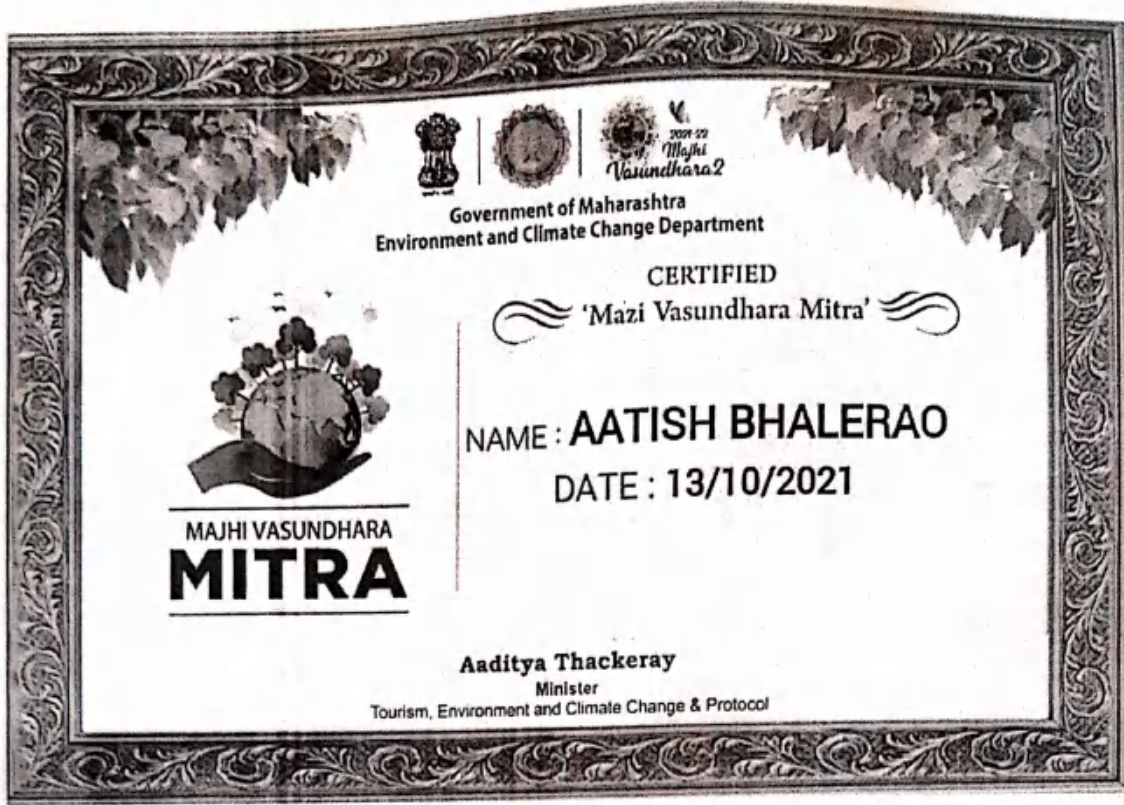 2021-22
Majhi
Vasundhara2
Government of Maharashtra
Environment and Climate Change Department
CERTIFIED
'Mazi Vasundhara Mitra'
NAME : AATISH BHALERAO
DATE : 13/10/2021
MAJHI VASUNDHARA
MITRA
Aaditya Thackeray
Minister
Tourism, Environment and Climate Change & Protocol